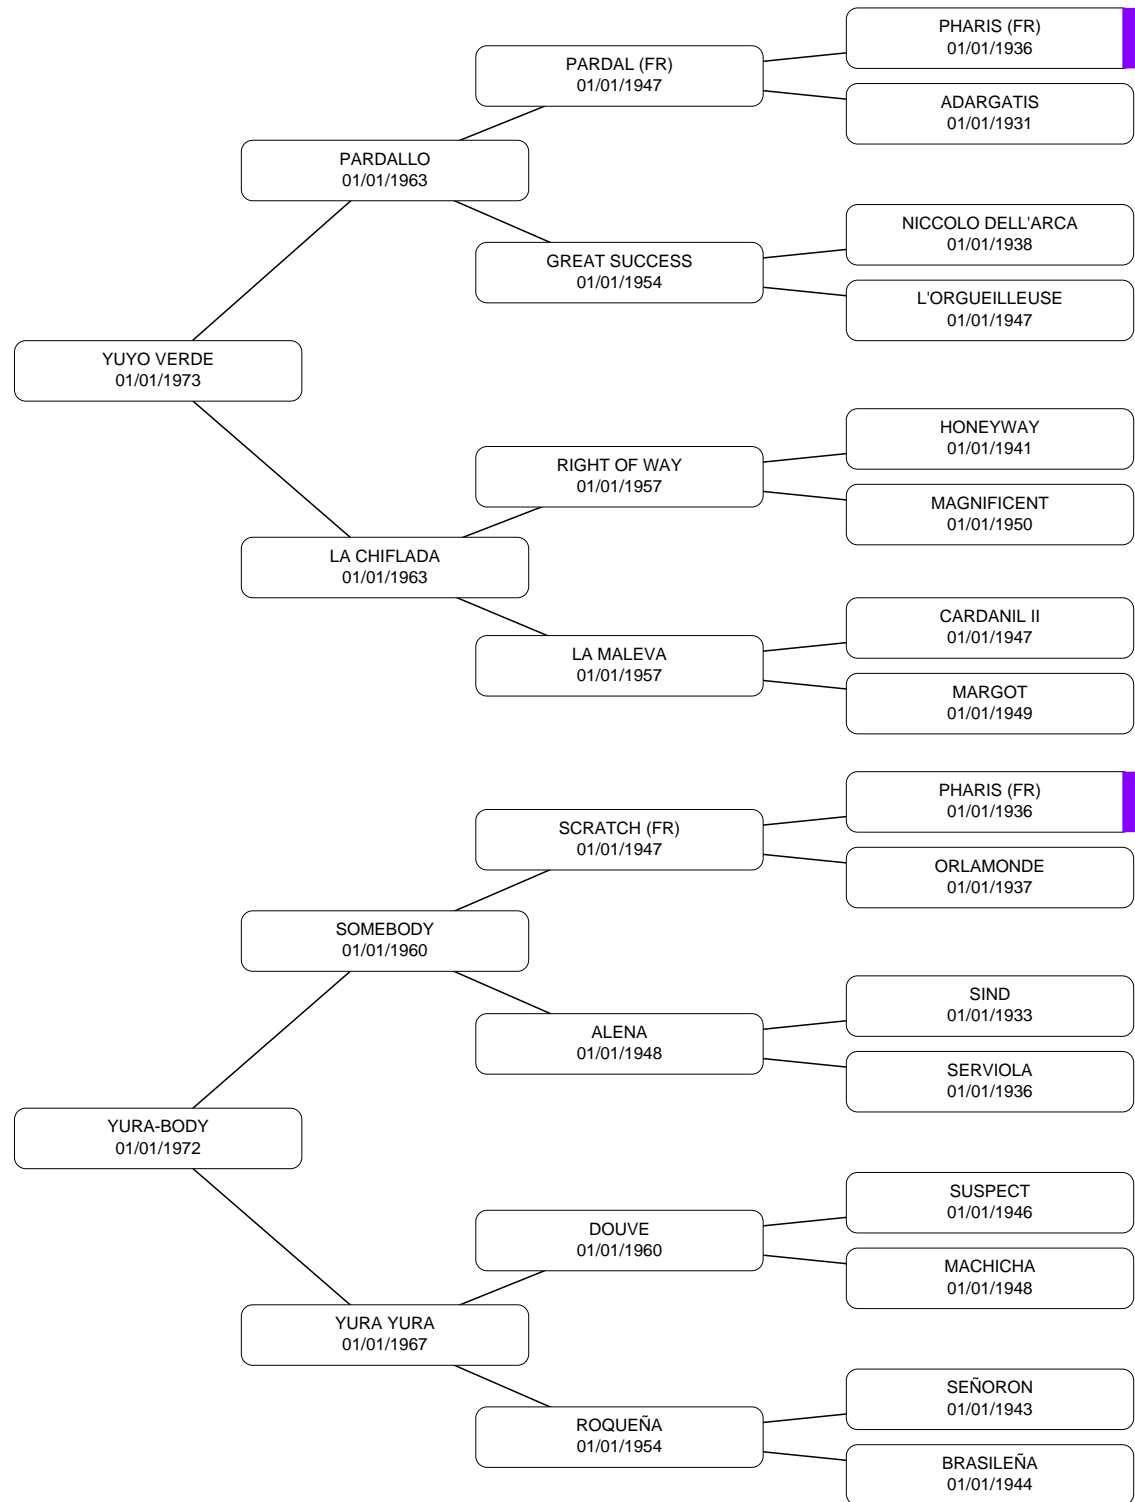 PHARIS (FR)
01/01/1936
PARDAL (FR)
01/01/1947
ADARGATIS
01/01/1931
PARDALLO
01/01/1963
NICCOLO DELL'ARCA
01/01/1938
GREAT SUCCESS
01/01/1954
L'ORGUEILLEUSE
01/01/1947
YUYO VERDE
01/01/1973
HONEYWAY
01/01/1941
RIGHT OF WAY
01/01/1957
MAGNIFICENT
01/01/1950
LA CHIFLADA
01/01/1963
CARDANIL II
01/01/1947
LA MALEVA
01/01/1957
MARGOT
01/01/1949
PHARIS (FR)
01/01/1936
SCRATCH (FR)
01/01/1947
ORLAMONDE
01/01/1937
SOMEBODY
01/01/1960
SIND
01/01/1933
ALENA
01/01/1948
SERVIOLA
01/01/1936
YURA-BODY
01/01/1972
SUSPECT
01/01/1946
DOUVE
01/01/1960
MACHICHA
01/01/1948
YURA YURA
01/01/1967
SEÑORON
01/01/1943
ROQUEÑA
01/01/1954
BRASILEÑA
01/01/1944